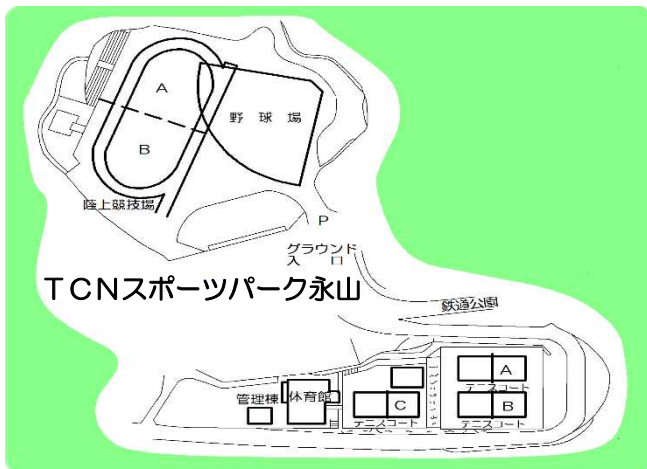 A
野球場
B
陸上競技場
P
グラウンド
入口
TCNスポーツパーク永山
鉄道公園
A
テニスコート
管理棟
体育館
C
B
テニスコート
テニスコート